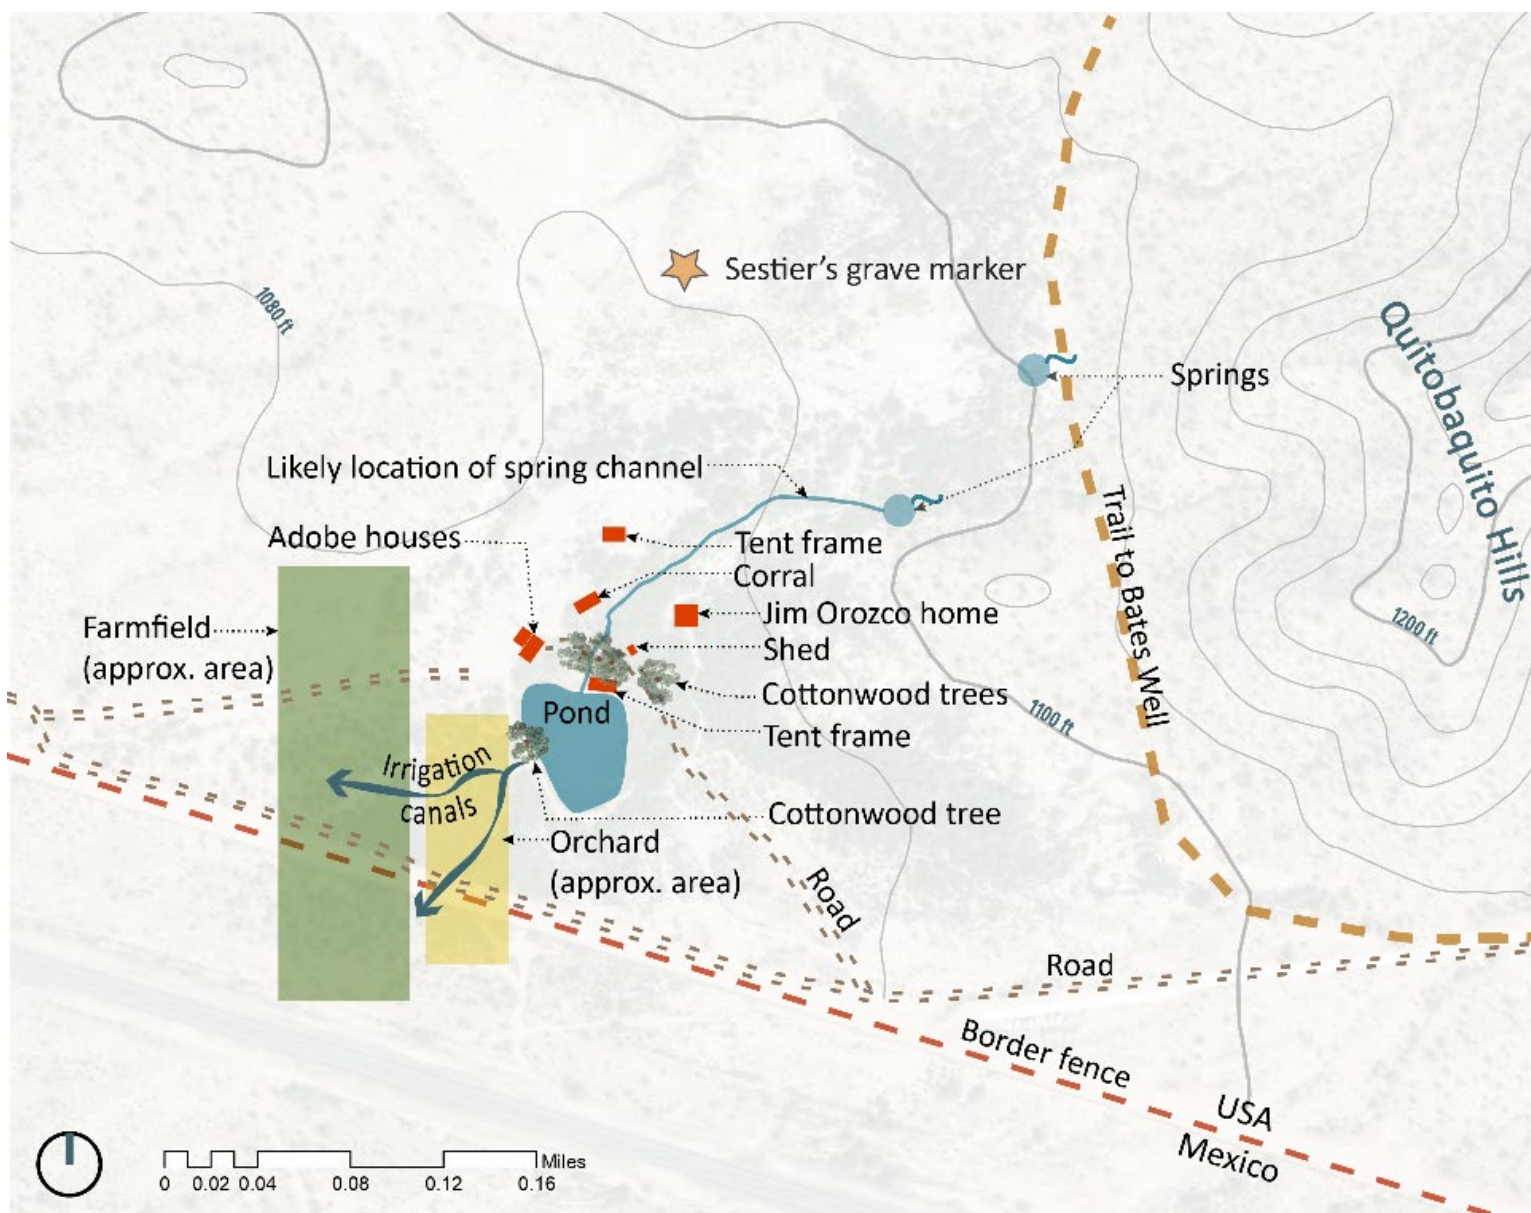 Sestier's grave marker
1080 ft
Quitobaquito Hills
Springs
Likely location of spring channel
Adobe houses
Tent frame
Corral
Jim Orozco home
Farmfield
(approx. area)
Shed
Trail to Bates Well
1200 ft
Cottonwood trees
Pond
1100 ft
Tent frame
Irrigation
canals
Cottonwood tree
Orchard
(approx. area)
Road
Road
Border fence
USA
Mexico
Miles
0 0.02 0.04 0.08 0.12 0.16